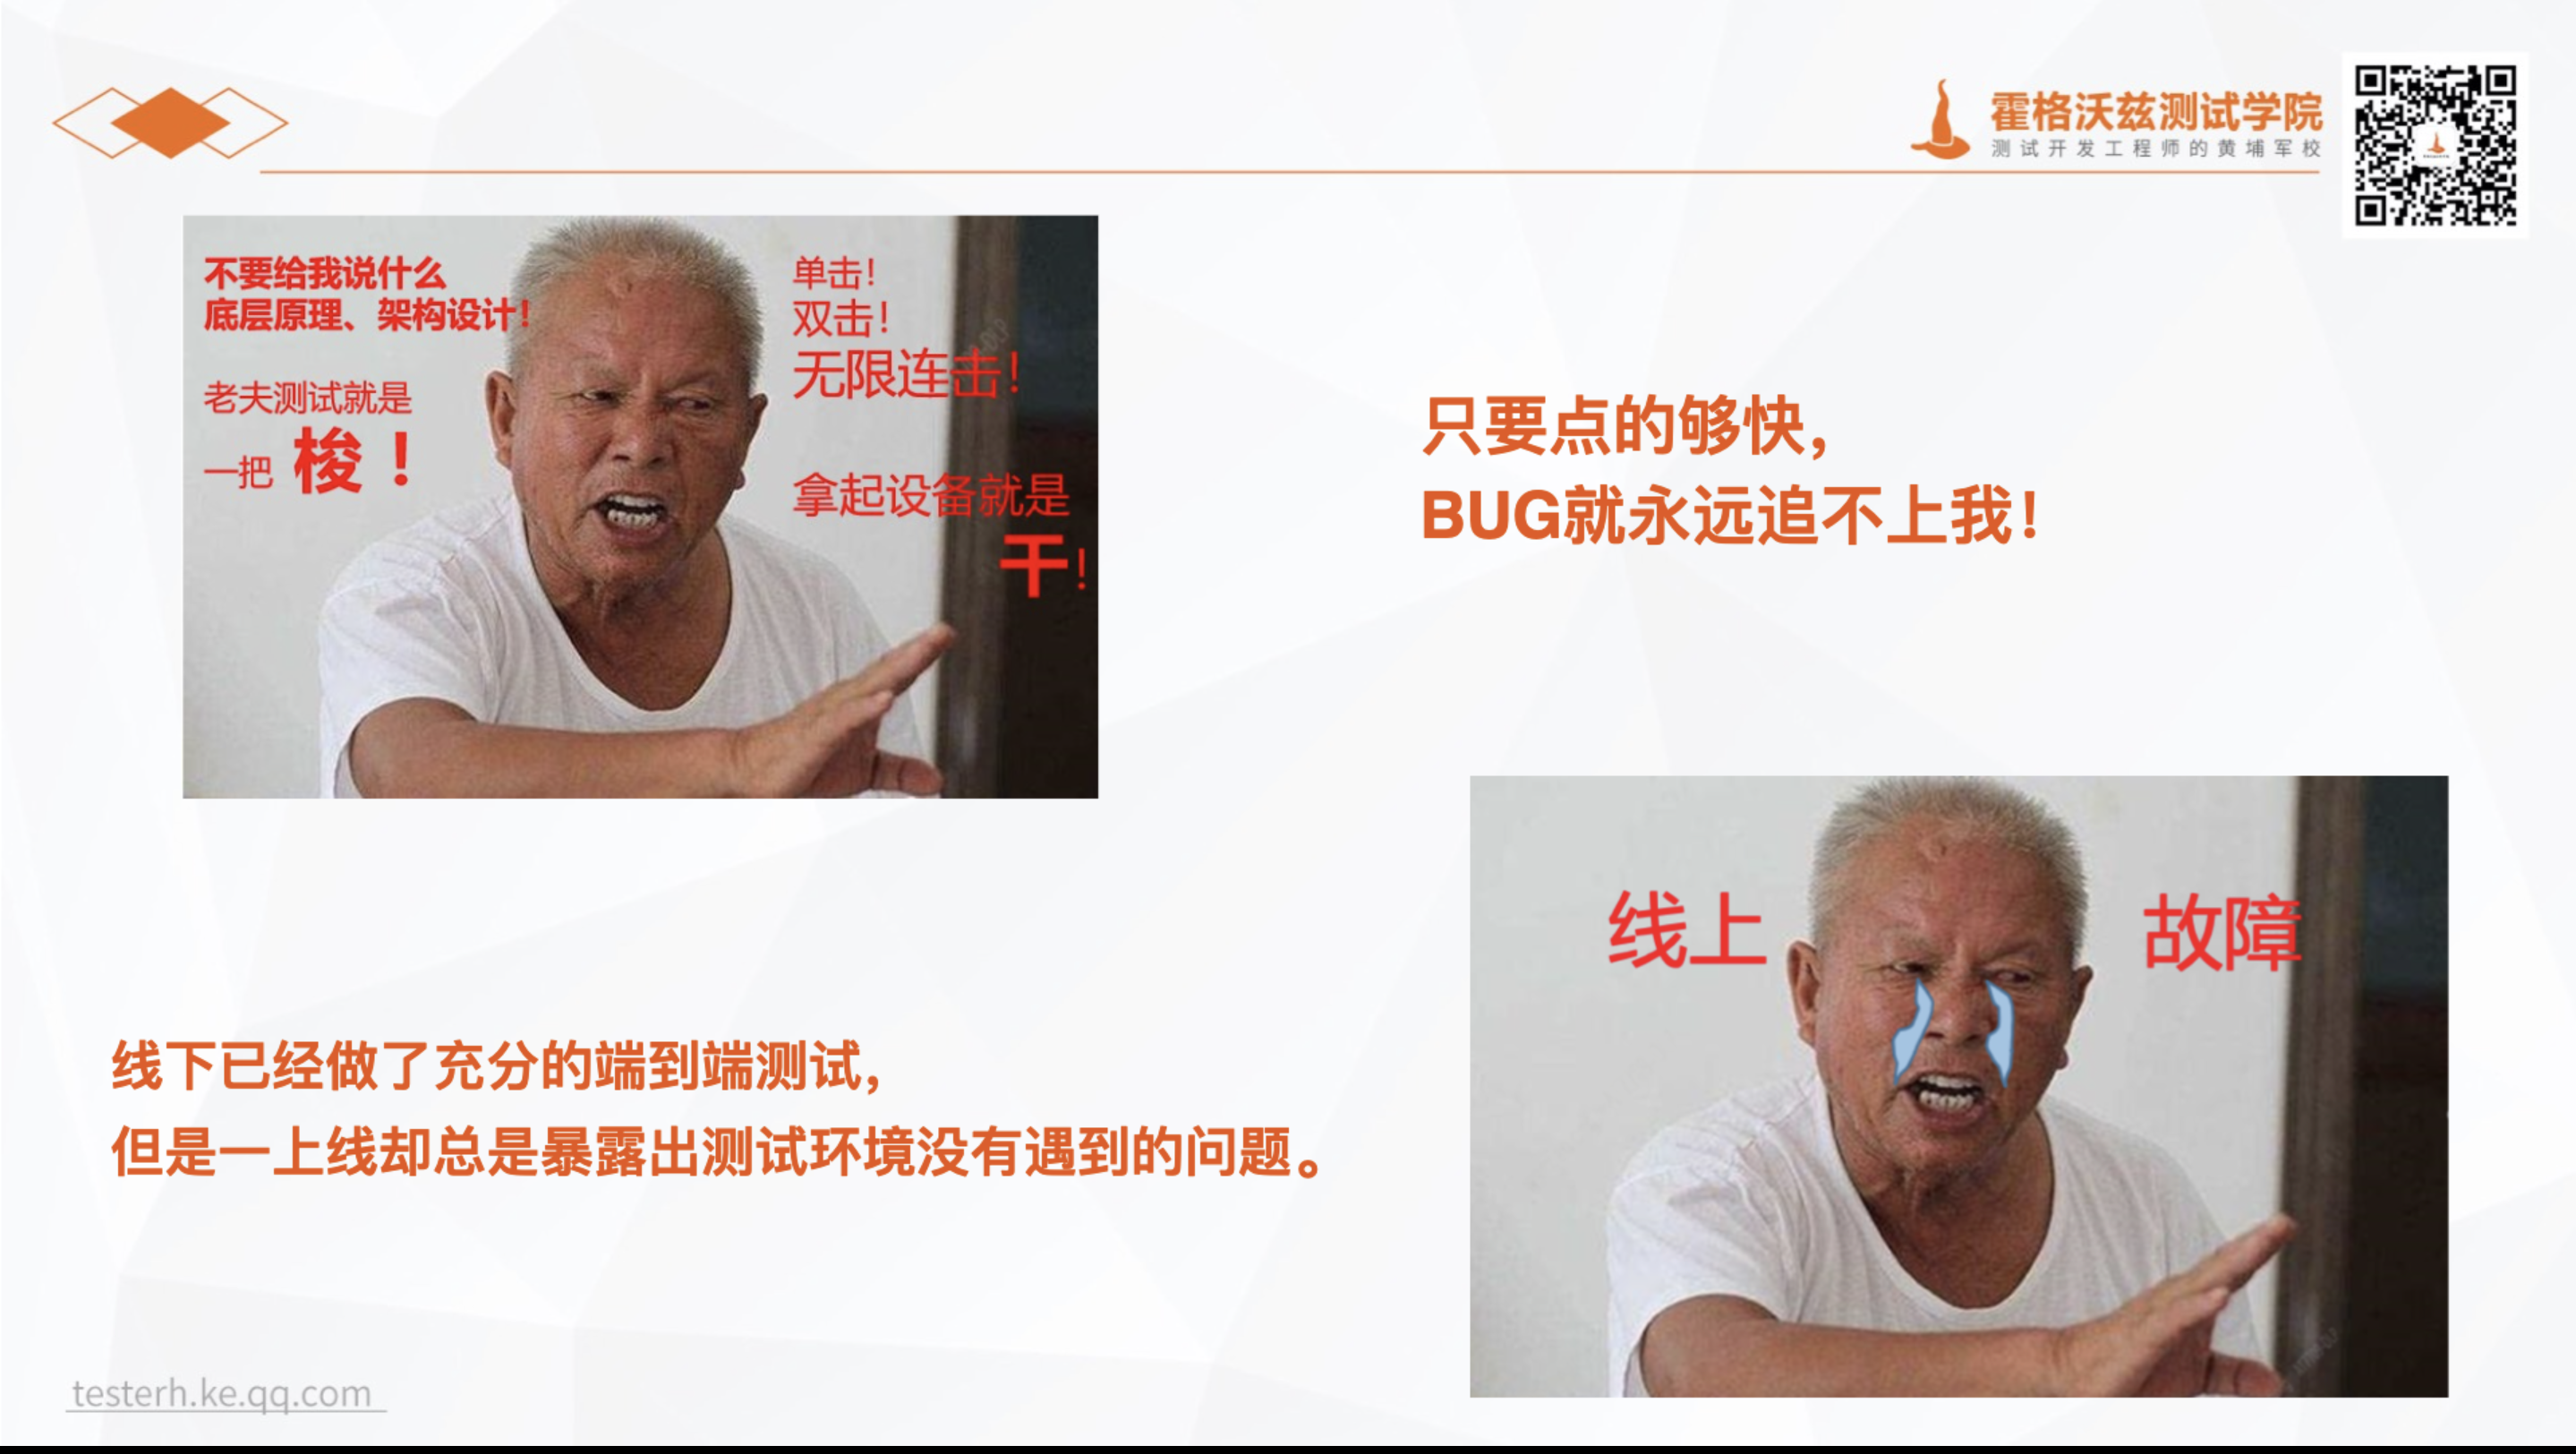 霍格沃兹测试学院
测试开发工程师的黄埔军校
不要给我说什么
底层原理、架构设计！
老夫测试就是
一把 梭！
单击！
双击！
无限连击！
拿起设备就是
干！
只要点的够快，
BUG就永远追不上我！
线上 故障
线下已经做了充分的端到端测试，
但是一上线却总是暴露出测试环境没有遇到的问题。
testerh.ke.qq.com